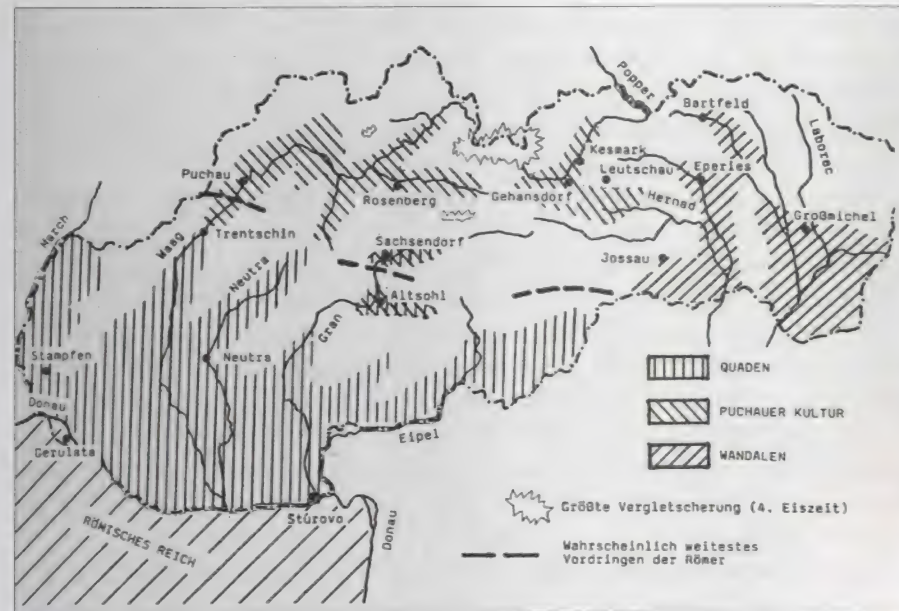 Popper
Bartfeld
Laborec
Kesmark
Puchau
Leutschau
Eperies
Rosenberg
Gehansdorf
Hernad
Großmichel
March
Waag
Trentschin
Sachsendorf
Jossau
Neutra
Altsohl
Gran
Stampfen
Neutra
QUADEN
Donau
PUCHAUER KULTUR
Eipel
Gerulata
WANDALEN
Štúrovo
Größte Vergletscherung (4. Eiszeit)
RÖMISCHES REICH
Donau
Wahrscheinlich weitestes
Vordringen der Römer